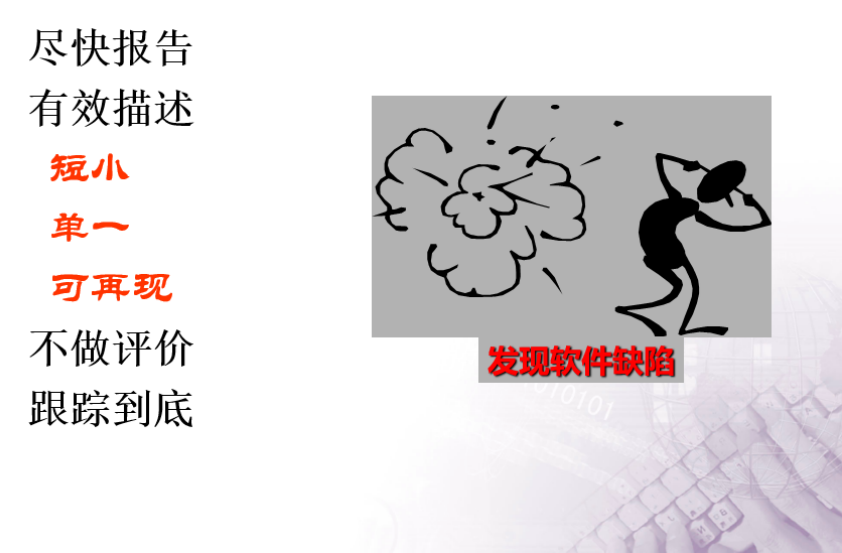 尽快报告
有效描述
短小
单一
可再现
不做评价
跟踪到底
发现软件缺陷
010101